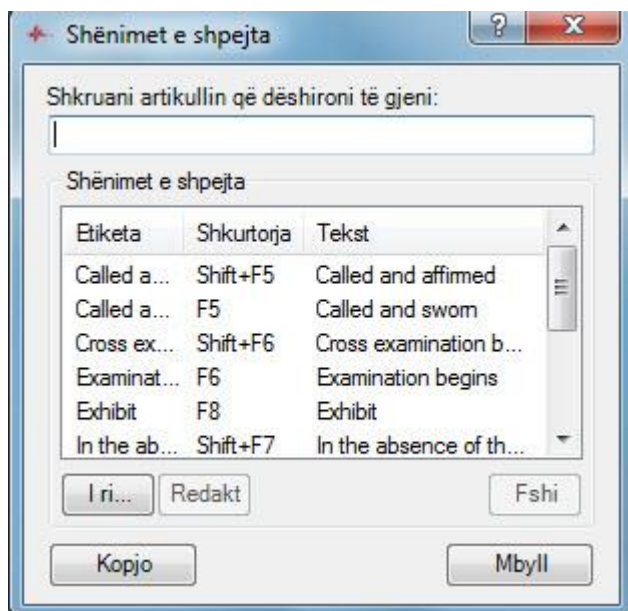 Shënimet e shpejta
Shkruani artikullin që dëshironi të gjeni:
Shënimet e shpejta
Etiketa Shkurtorja Tekst
Called a... Shift+F5 Called and affirmed
Called a... F5 Called and sworn
Cross ex... Shift+F6 Cross examination b...
Examinat... F6 Examination begins
Exhibit F8 Exhibit
In the ab... Shift+F7 In the absence of th...
I ri... Redakt Fshi
Kopjo Mbyll